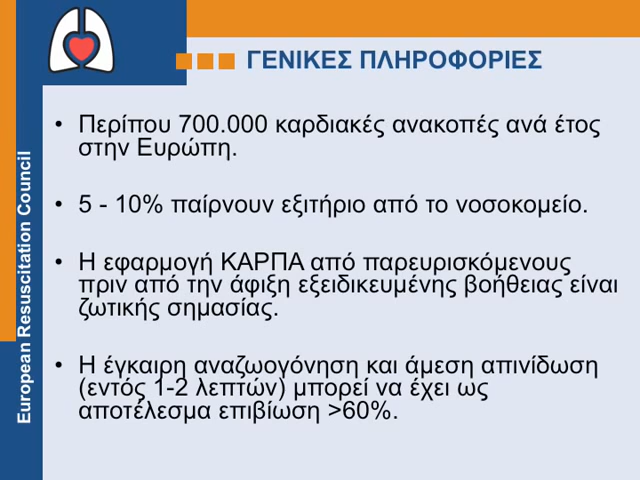 ΓΕΝΙΚΕΣ ΠΛΗΡΟΦΟΡΙΕΣ
• Περίπου 700.000 καρδιακές ανακοπές ανά έτος
στην Ευρώπη.
• 5 - 10% παίρνουν εξιτήριο από το νοσοκομείο.
• Η εφαρμογή ΚΑΡΠΑ από παρευρισκόμενους
πριν από την άφιξη εξειδικευμένης βοήθειας είναι
ζωτικής σημασίας.
• Η έγκαιρη αναζωογόνηση και άμεση απινίδωση
(εντός 1-2 λεπτών) μπορεί να έχει ως
αποτέλεσμα επιβίωση >60%.
European Resuscitation Council